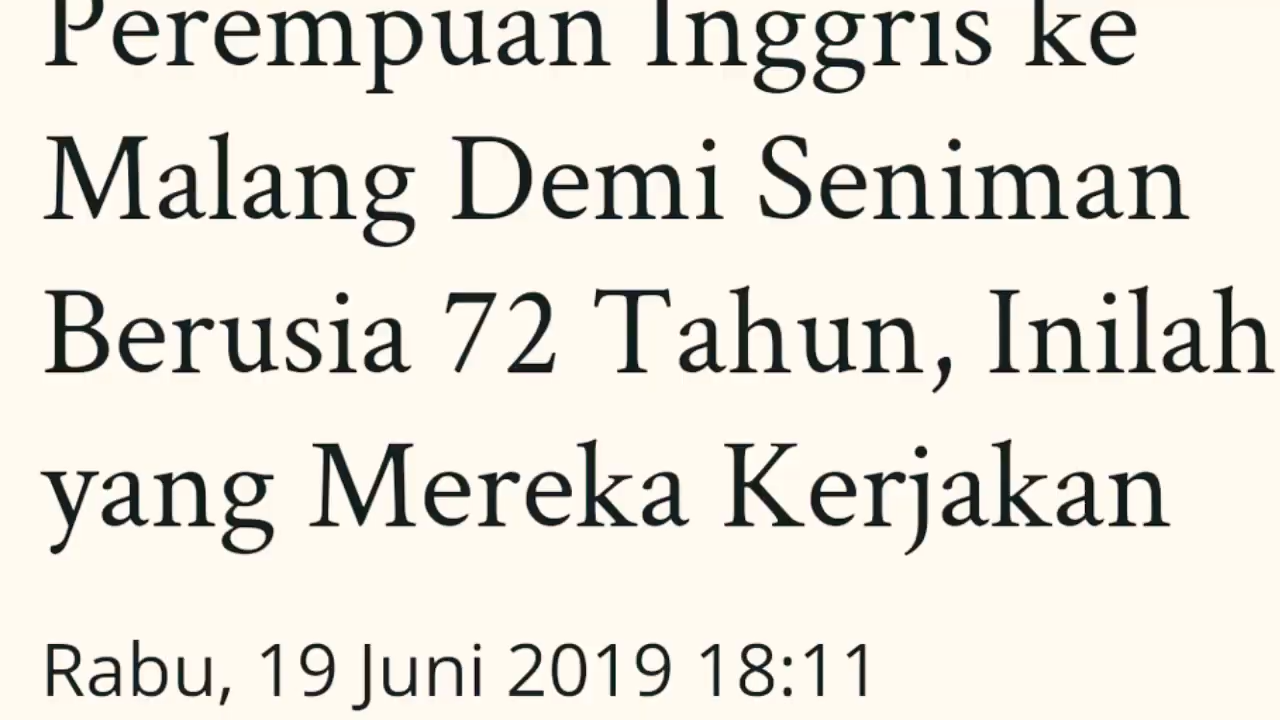 Perempuan Inggris ke
Malang Demi Seniman
Berusia 72 Tahun, Inilah
yang Mereka Kerjakan
Rabu, 19 Juni 2019 18:11